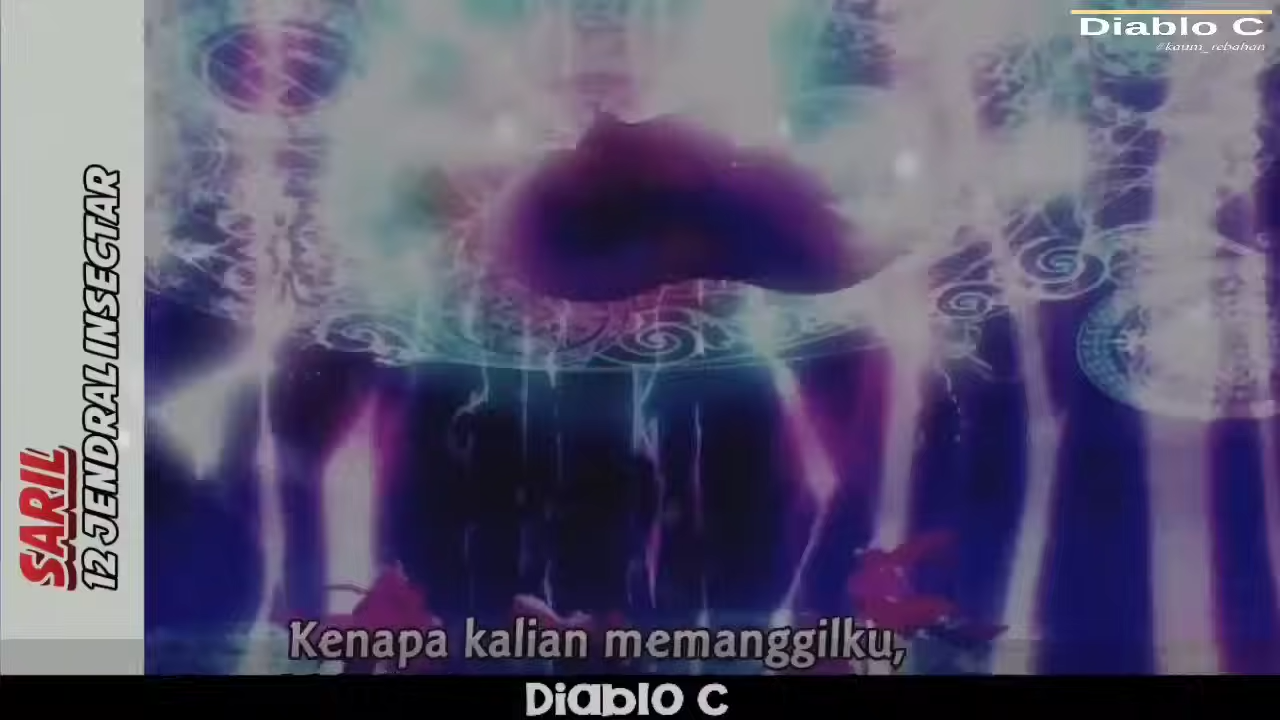 Diablo C
#kaum_rebahan
SARIL
12 JENDRAL INSECTAR
Kenapa kalian memanggilku,
Diablo C